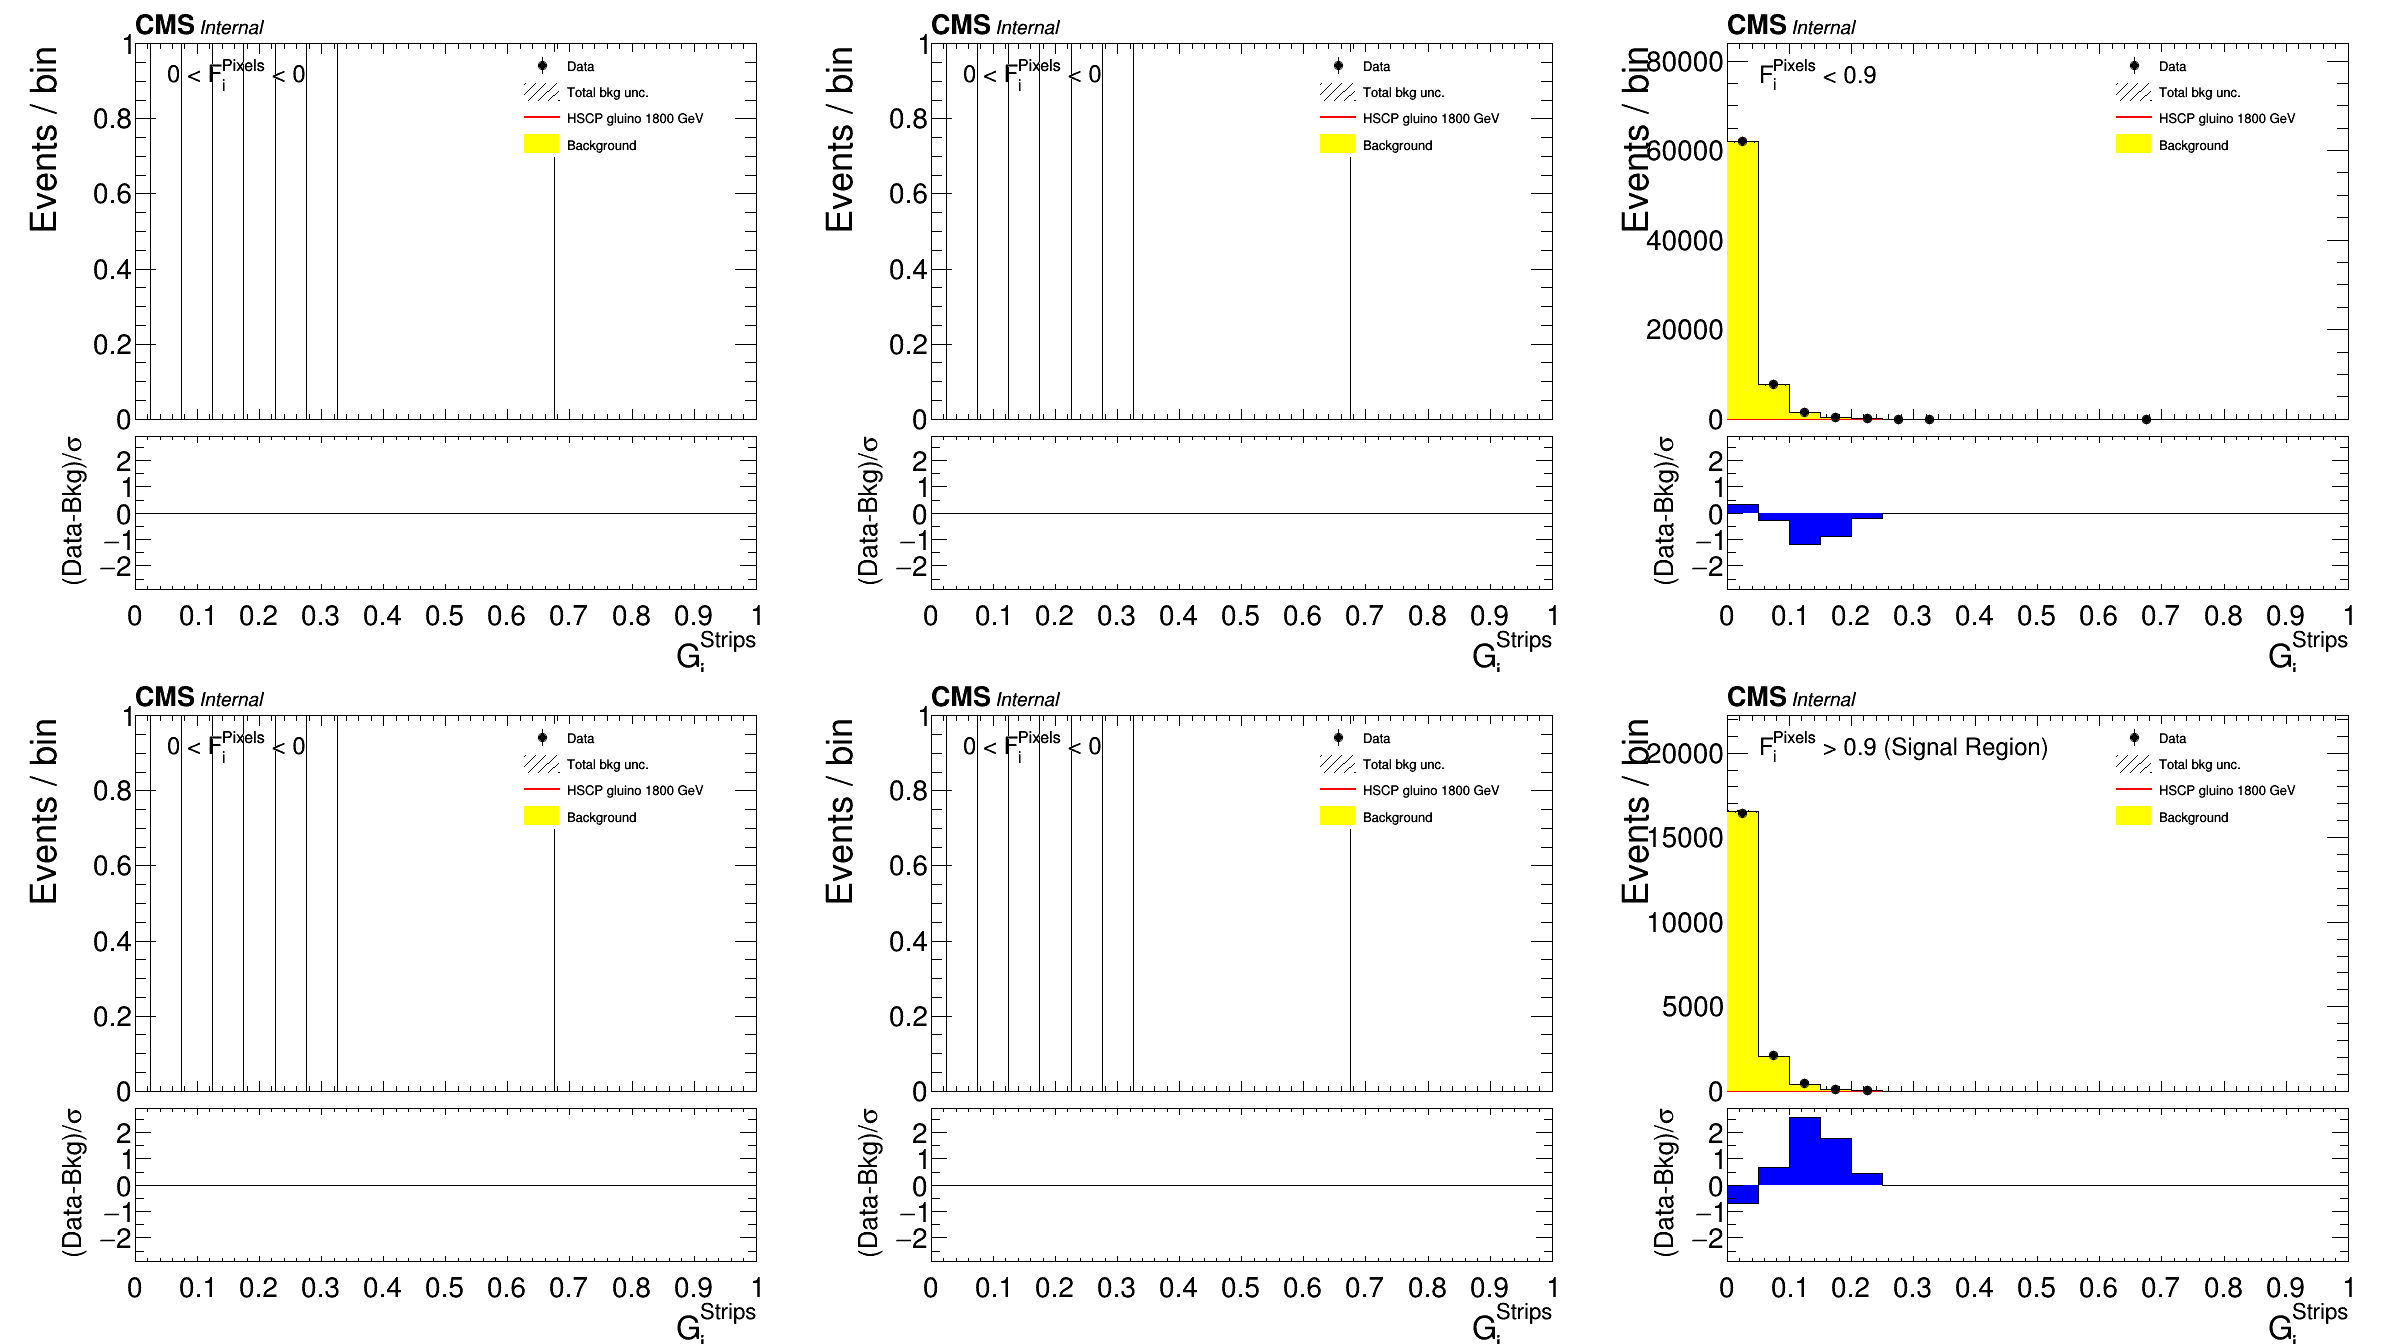 CMS Internal
Events / bin
1
0.8
0.6
0.4
0.2
0
0 < F_i^Pixels < 0
Data
Total bkg unc.
HSCP gluino 1800 GeV
Background
(Data-Bkg)/σ
2
1
0
−1
−2
0 0.1 0.2 0.3 0.4 0.5 0.6 0.7 0.8 0.9 1
G_i^Strips
CMS Internal
Events / bin
1
0.8
0.6
0.4
0.2
0
0 < F_i^Pixels < 0
Data
Total bkg unc.
HSCP gluino 1800 GeV
Background
(Data-Bkg)/σ
2
1
0
−1
−2
0 0.1 0.2 0.3 0.4 0.5 0.6 0.7 0.8 0.9 1
G_i^Strips
CMS Internal
Events / bin
80000
60000
40000
20000
0
F_i^Pixels < 0.9
Data
Total bkg unc.
HSCP gluino 1800 GeV
Background
(Data-Bkg)/σ
2
1
0
−1
−2
0 0.1 0.2 0.3 0.4 0.5 0.6 0.7 0.8 0.9 1
G_i^Strips
CMS Internal
Events / bin
1
0.8
0.6
0.4
0.2
0
0 < F_i^Pixels < 0
Data
Total bkg unc.
HSCP gluino 1800 GeV
Background
(Data-Bkg)/σ
2
1
0
−1
−2
0 0.1 0.2 0.3 0.4 0.5 0.6 0.7 0.8 0.9 1
G_i^Strips
CMS Internal
Events / bin
1
0.8
0.6
0.4
0.2
0
0 < F_i^Pixels < 0
Data
Total bkg unc.
HSCP gluino 1800 GeV
Background
(Data-Bkg)/σ
2
1
0
−1
−2
0 0.1 0.2 0.3 0.4 0.5 0.6 0.7 0.8 0.9 1
G_i^Strips
CMS Internal
Events / bin
20000
15000
10000
5000
0
F_i^Pixels > 0.9 (Signal Region)
Data
Total bkg unc.
HSCP gluino 1800 GeV
Background
(Data-Bkg)/σ
2
1
0
−1
−2
0 0.1 0.2 0.3 0.4 0.5 0.6 0.7 0.8 0.9 1
G_i^Strips